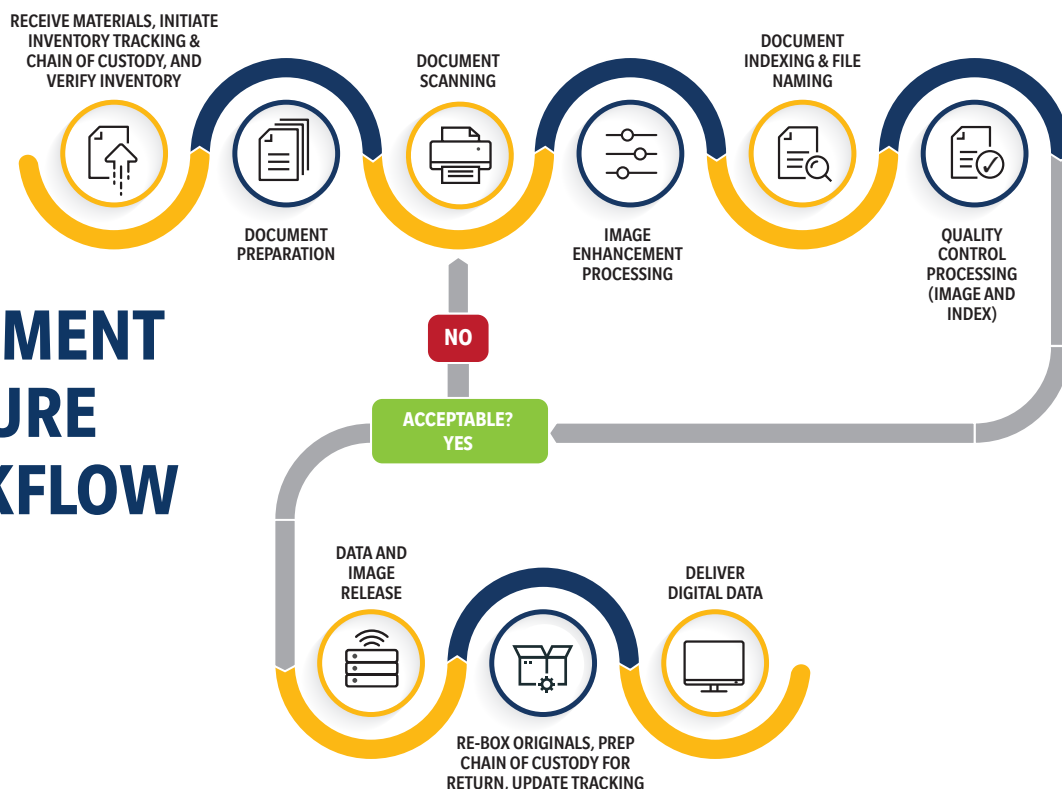 RECEIVE MATERIALS, INITIATE
INVENTORY TRACKING &
CHAIN OF CUSTODY, AND
VERIFY INVENTORY
DOCUMENT
PREPARATION
DOCUMENT
SCANNING
IMAGE
ENHANCEMENT
PROCESSING
DOCUMENT
INDEXING & FILE
NAMING
QUALITY
CONTROL
PROCESSING
(IMAGE AND
INDEX)
MENT
URE
KFLOW
NO
ACCEPTABLE?
YES
DATA AND
IMAGE
RELEASE
RE-BOX ORIGINALS, PREP
CHAIN OF CUSTODY FOR
RETURN, UPDATE TRACKING
DELIVER
DIGITAL DATA